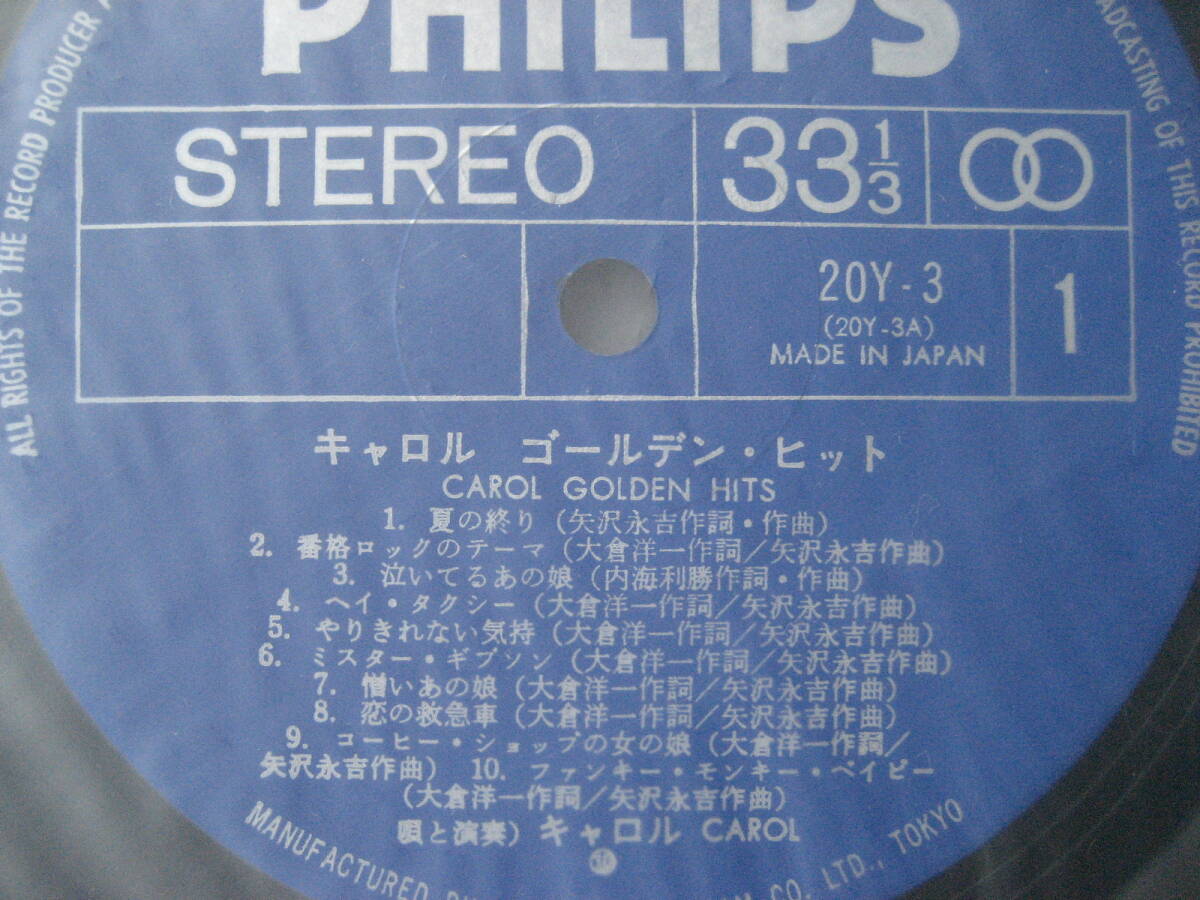 PHILIPS
STEREO
33 1/3
20Y-3
(20Y-3A)
MADE IN JAPAN
1
キャロル ゴールデン・ヒット
CAROL GOLDEN HITS
1. 夏の終り (矢沢永吉作詞・作曲)
2. 番格ロックのテーマ (大倉洋一作詞/矢沢永吉作曲)
3. 泣いてるあの娘 (内海利勝作詞・作曲)
4. ヘイ・タクシー (大倉洋一作詞/矢沢永吉作曲)
5. やりきれない気持 (大倉洋一作詞/矢沢永吉作曲)
6. ミスター・ギブソン (大倉洋一作詞/矢沢永吉作曲)
7. 憎いあの娘 (大倉洋一作詞/矢沢永吉作曲)
8. 恋の救急車 (大倉洋一作詞/矢沢永吉作曲)
9. コーヒー・ショップの女の娘 (大倉洋一作詞/
矢沢永吉作曲) 10. ファンキー・モンキー・ベイビー
(大倉洋一作詞/矢沢永吉作曲)
唄と演奏) キャロル CAROL
ALL RIGHTS OF THE RECORD PRODUCER
BROADCASTING OF THIS RECORD PROHIBITED
MANUFACTURED CO., LTD., TOKYO